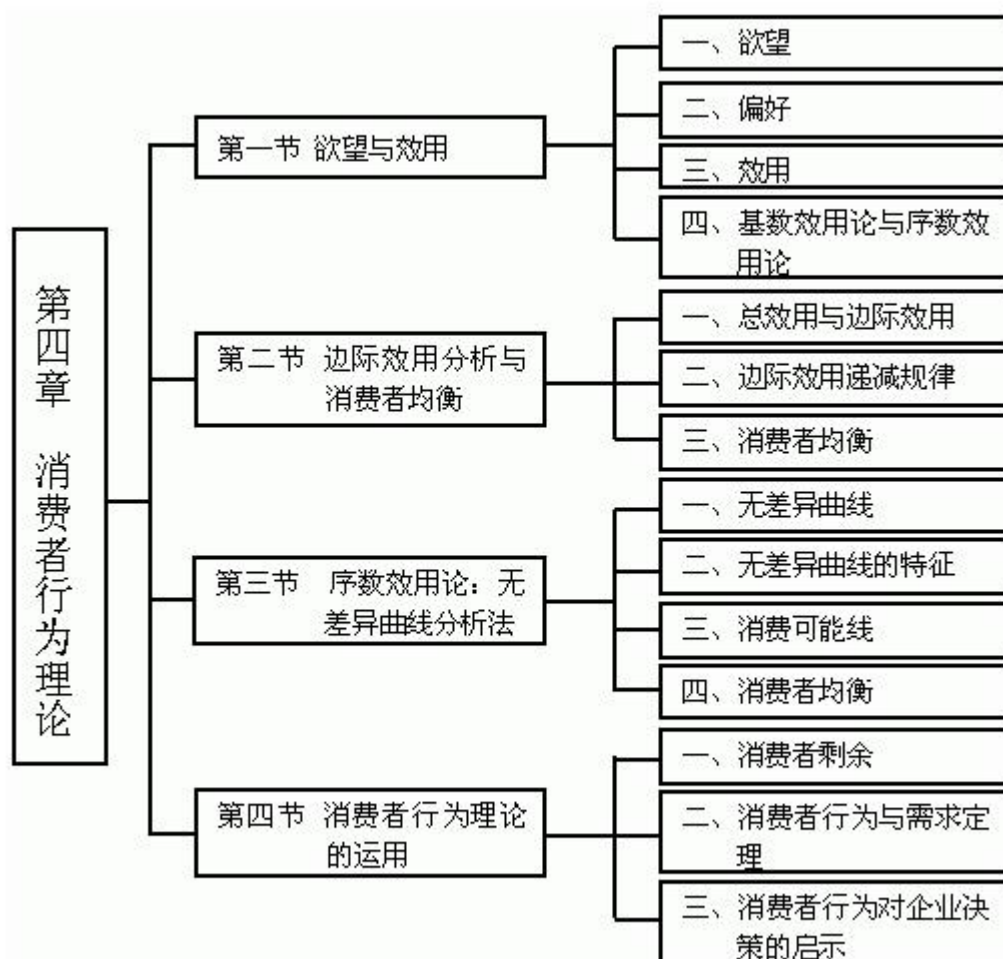 第四章 消费者行为理论
第一节 欲望与效用
一、欲望
二、偏好
三、效用
四、基数效用论与序数效
用论
第二节 边际效用分析与
消费者均衡
一、总效用与边际效用
二、边际效用递减规律
三、消费者均衡
第三节 序数效用论：无
差异曲线分析法
一、无差异曲线
二、无差异曲线的特征
三、消费可能线
四、消费者均衡
第四节 消费者行为理论
的运用
一、消费者剩余
二、消费者行为与需求定
理
三、消费者行为对企业决
策的启示